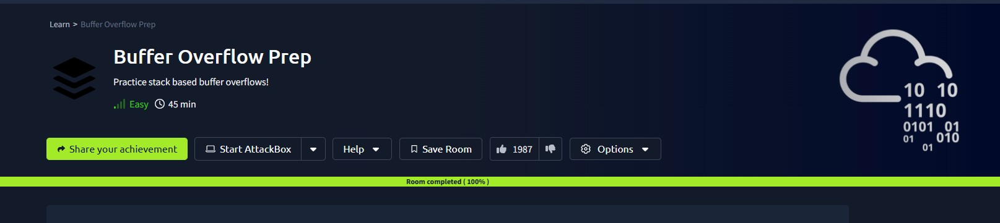 Learn > Buffer Overflow Prep
Buffer Overflow Prep
Practice stack based buffer overflows!
Easy 45 min
Share your achievement Start AttackBox Help Save Room 1987 Options
Room completed ( 100% )
10 10
1110
0101 01
01 010
01